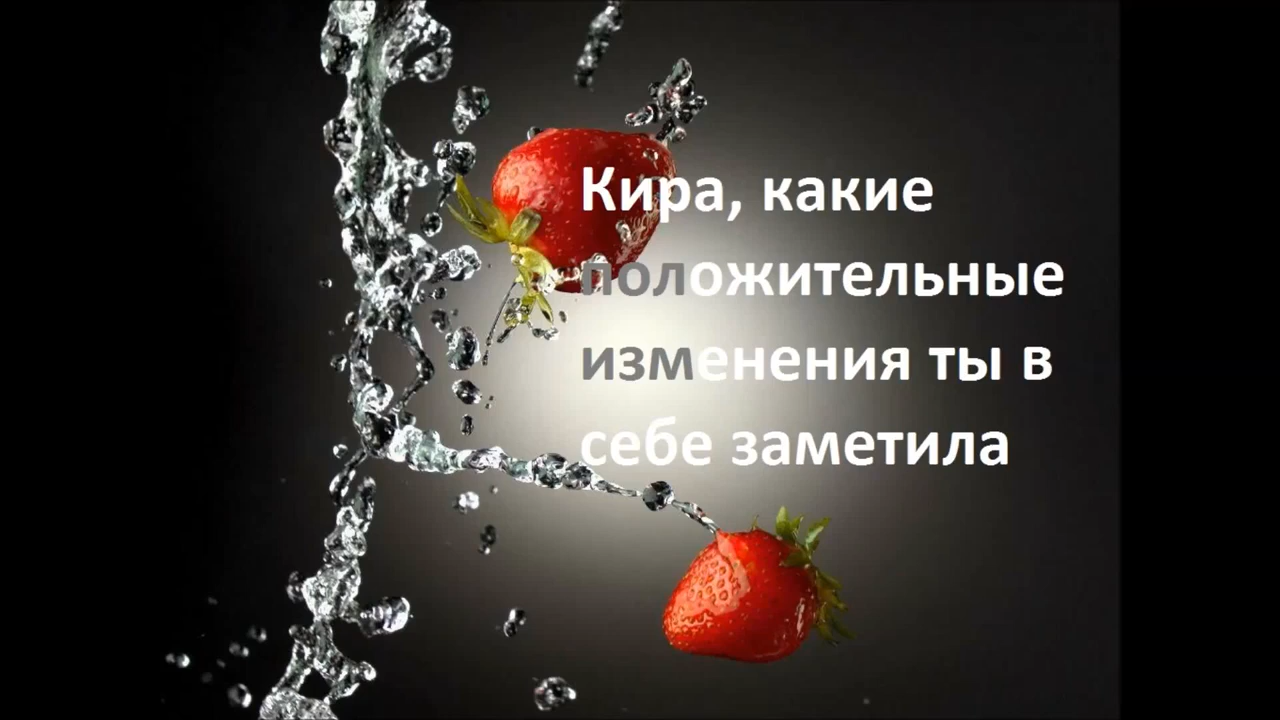 Кира, какие
положительные
изменения ты в
себе заметила